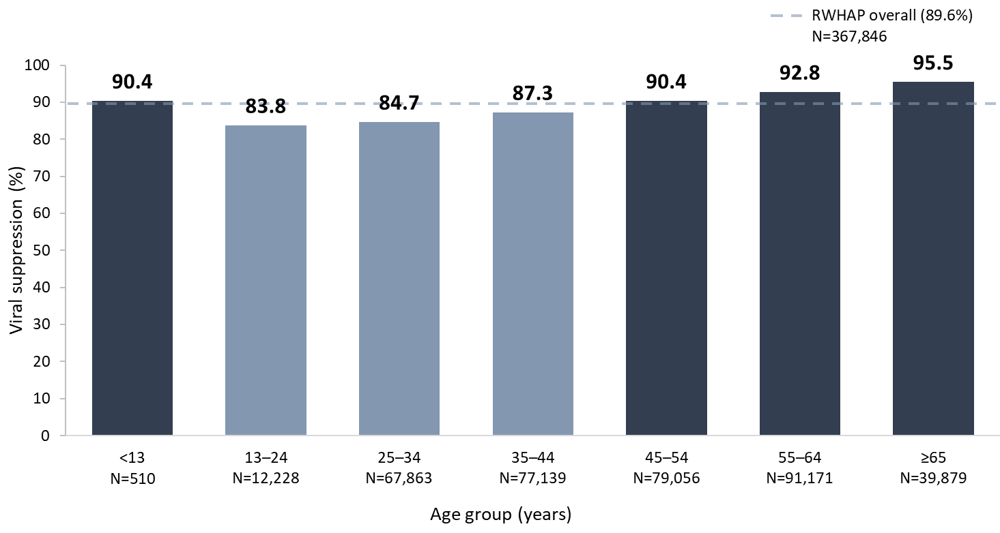 RWHAP overall (89.6%)
N=367,846
100
90
80
70
60
50
40
30
20
10
0
Viral suppression (%)
90.4
83.8
84.7
87.3
90.4
92.8
95.5
<13
N=510
13–24
N=12,228
25–34
N=67,863
35–44
N=77,139
45–54
N=79,056
55–64
N=91,171
≥65
N=39,879
Age group (years)